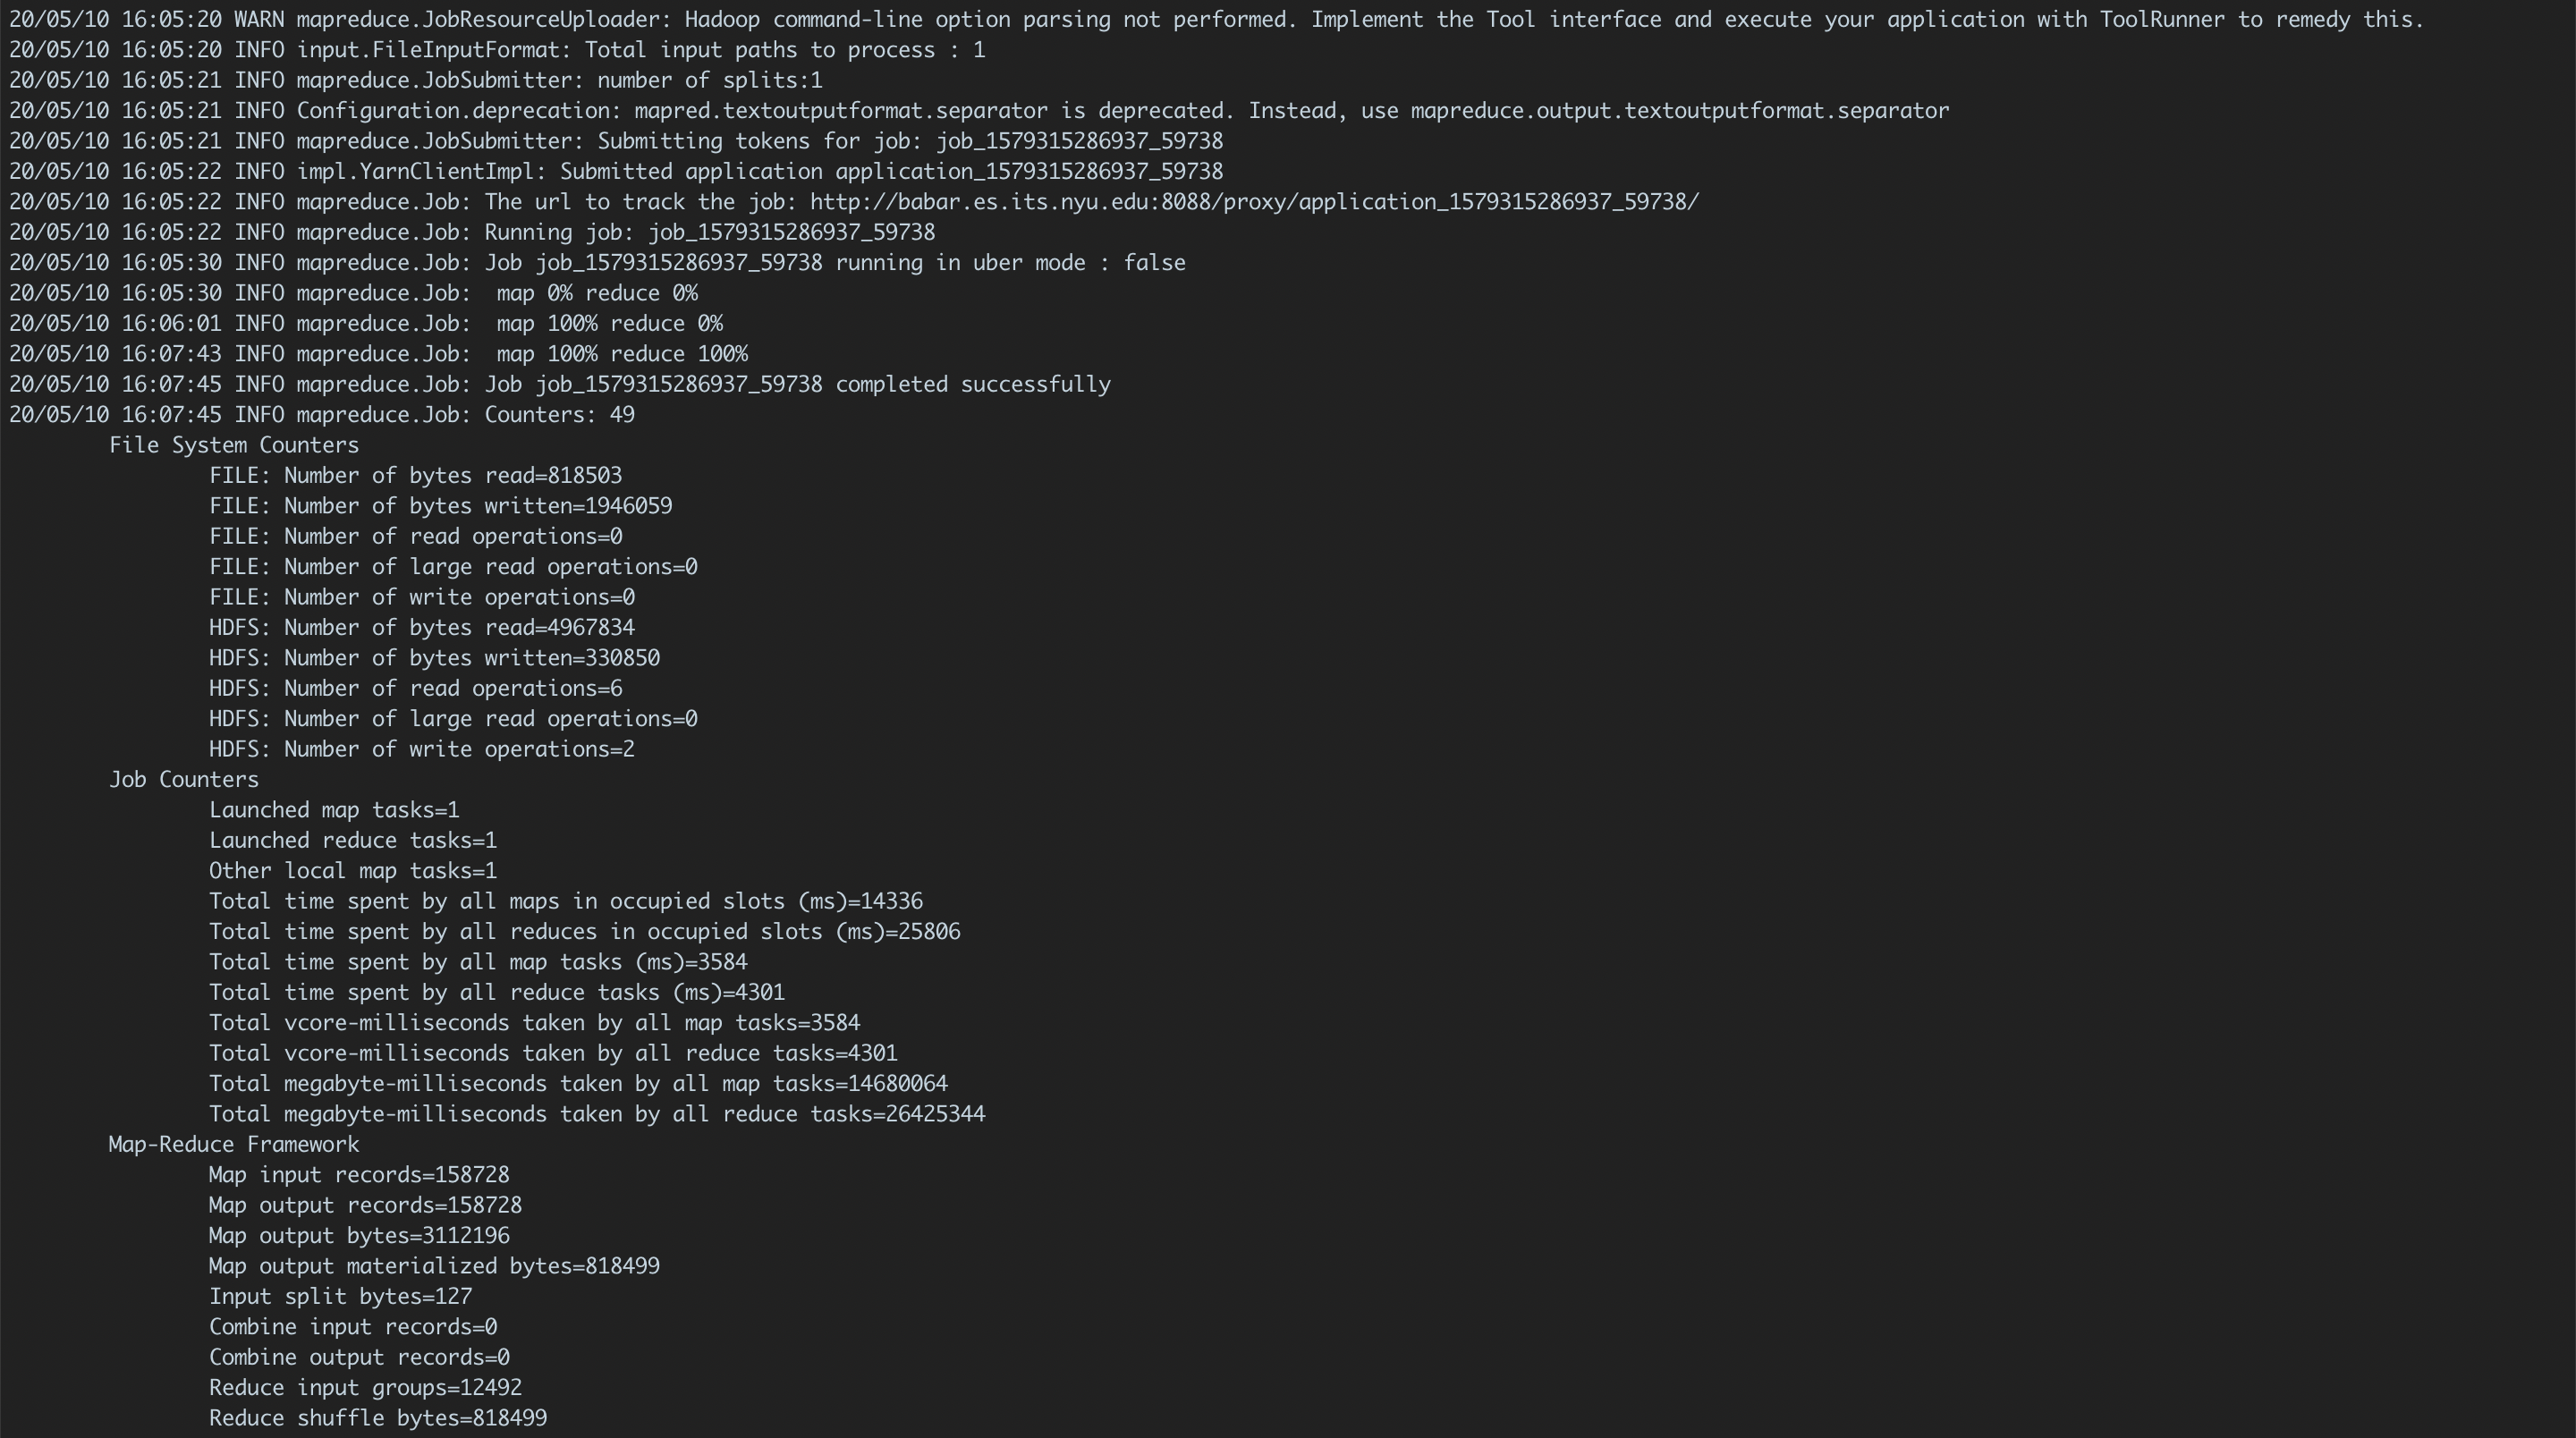 20/05/10 16:05:20 WARN mapreduce.JobResourceUploader: Hadoop command-line option parsing not performed. Implement the Tool interface and execute your application with ToolRunner to remedy this.
20/05/10 16:05:20 INFO input.FileInputFormat: Total input paths to process : 1
20/05/10 16:05:21 INFO mapreduce.JobSubmitter: number of splits:1
20/05/10 16:05:21 INFO Configuration.deprecation: mapred.textoutputformat.separator is deprecated. Instead, use mapreduce.output.textoutputformat.separator
20/05/10 16:05:21 INFO mapreduce.JobSubmitter: Submitting tokens for job: job_1579315286937_59738
20/05/10 16:05:22 INFO impl.YarnClientImpl: Submitted application application_1579315286937_59738
20/05/10 16:05:22 INFO mapreduce.Job: The url to track the job: http://babar.es.its.nyu.edu:8088/proxy/application_1579315286937_59738/
20/05/10 16:05:22 INFO mapreduce.Job: Running job: job_1579315286937_59738
20/05/10 16:05:30 INFO mapreduce.Job: Job job_1579315286937_59738 running in uber mode : false
20/05/10 16:05:30 INFO mapreduce.Job:  map 0% reduce 0%
20/05/10 16:06:01 INFO mapreduce.Job:  map 100% reduce 0%
20/05/10 16:07:43 INFO mapreduce.Job:  map 100% reduce 100%
20/05/10 16:07:45 INFO mapreduce.Job: Job job_1579315286937_59738 completed successfully
20/05/10 16:07:45 INFO mapreduce.Job: Counters: 49
File System Counters
FILE: Number of bytes read=818503
FILE: Number of bytes written=1946059
FILE: Number of read operations=0
FILE: Number of large read operations=0
FILE: Number of write operations=0
HDFS: Number of bytes read=4967834
HDFS: Number of bytes written=330850
HDFS: Number of read operations=6
HDFS: Number of large read operations=0
HDFS: Number of write operations=2
Job Counters
Launched map tasks=1
Launched reduce tasks=1
Other local map tasks=1
Total time spent by all maps in occupied slots (ms)=14336
Total time spent by all reduces in occupied slots (ms)=25806
Total time spent by all map tasks (ms)=3584
Total time spent by all reduce tasks (ms)=4301
Total vcore-milliseconds taken by all map tasks=3584
Total vcore-milliseconds taken by all reduce tasks=4301
Total megabyte-milliseconds taken by all map tasks=14680064
Total megabyte-milliseconds taken by all reduce tasks=26425344
Map-Reduce Framework
Map input records=158728
Map output records=158728
Map output bytes=3112196
Map output materialized bytes=818499
Input split bytes=127
Combine input records=0
Combine output records=0
Reduce input groups=12492
Reduce shuffle bytes=818499